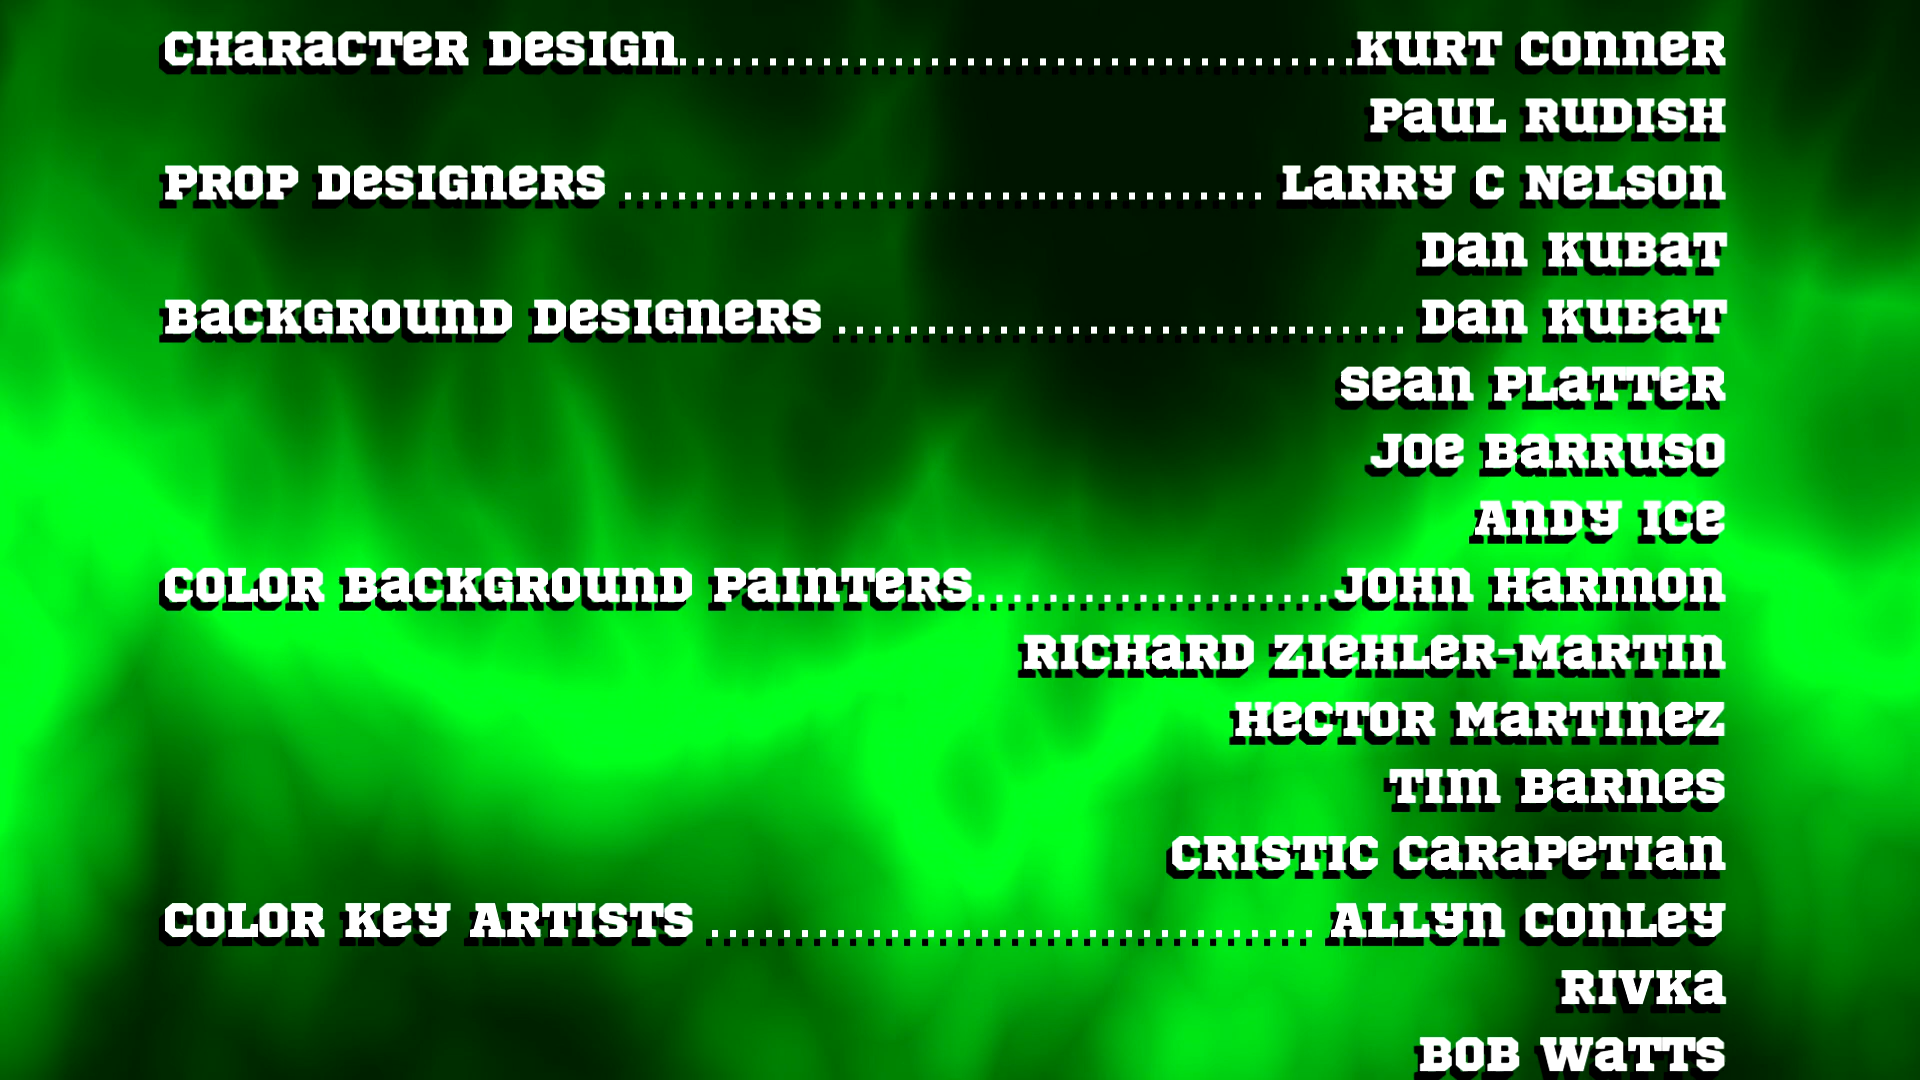 CHARACTER DESIGN......................................KURT CONNER
PAUL RUDISH
PROP DESIGNERS .................................... LARRY C NELSON
DAN KUBAT
BACKGROUND DESIGNERS ................................ DAN KUBAT
SEAN PLATTER
JOE BARRUSO
ANDY ICE
COLOR BACKGROUND PAINTERS....................JOHN HARMON
RICHARD ZIEHLER-MARTIN
HECTOR MARTINEZ
TIM BARNES
CRISTIC CARAPETIAN
COLOR KEY ARTISTS .................................. ALLYN CONLEY
RIVKA
BOB WATTS